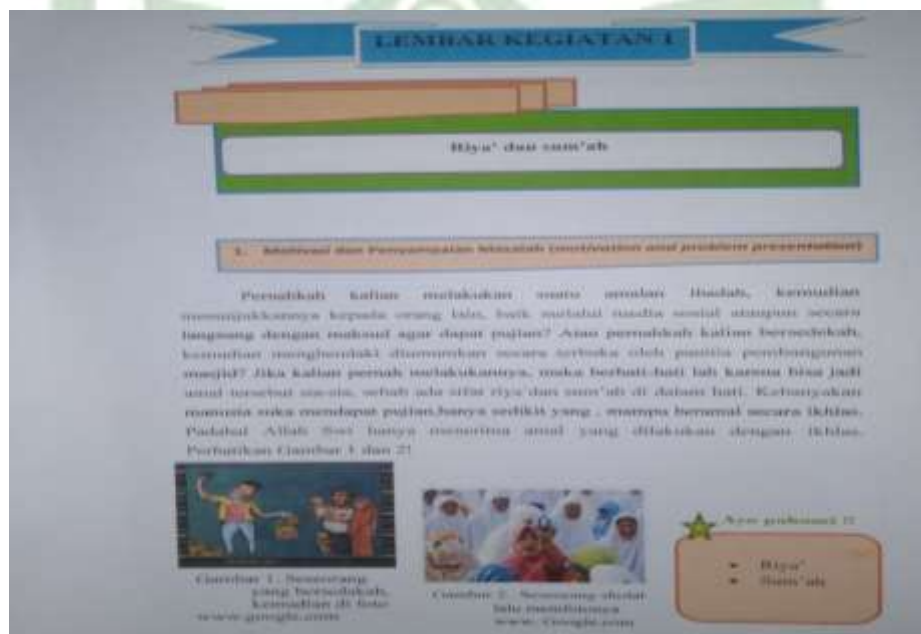 LEMBAR KEGIATAN 1
Riya' dan sum'ah
1. Motivasi dan Penyampaian Masalah (motivation and problem presentation)
Pernahkah kalian melakukan suatu amalan ibadah, kemudian
menunjukkannya kepada orang lain, baik melalui media sosial ataupun secara
langsung dengan maksud agar dapat pujian? Atau pernahkah kalian bersedekah,
kemudian menghendaki diumumkan secara terbuka oleh panitia pembangunan
masjid? Jika kalian pernah melakukannya, maka berhati-hati lah karena bisa jadi
amal tersebut sia-sia, sebab ada sifat riya' dan sum'ah di dalam hati. Kebanyakan
manusia suka mendapat pujian,hanya sedikit yang , mampu beramal secara ikhlas.
Padahal Allah Swt hanya menerima amal yang dilakukan dengan ikhlas.
Perhatikan Gambar 1 dan 2!
Gambar 1. Seseorang
yang bersedekah,
kemudian di foto
www.google.com
Gambar 2. Seseorang sholat
lalu
www. Google.com
Ayo pahami !!
➤ Riya'
➤ Sum'ah